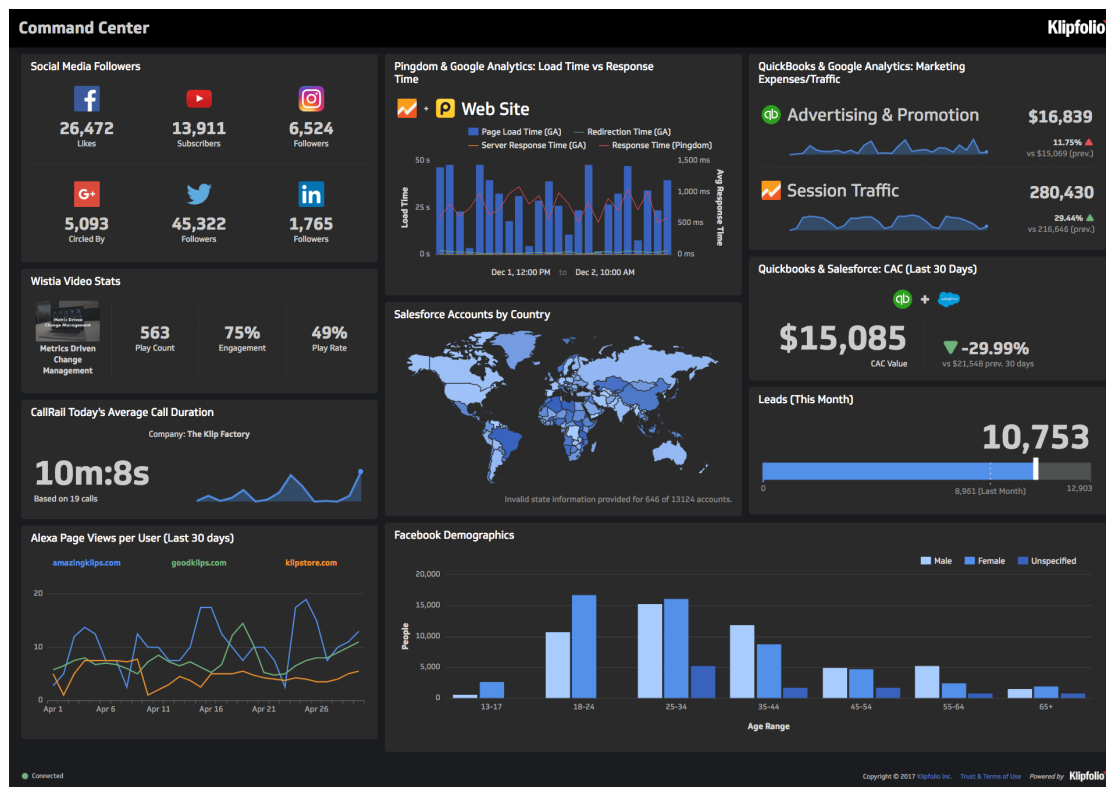 Command Center
Klipfolio
Social Media Followers
26,472
Likes
13,911
Subscribers
6,524
Followers
G+
5,093
Circled By
45,322
Followers
in
1,765
Followers
Wistia Video Stats
Metric Driven
Change Management
Metrics Driven
Change
Management
563
Play Count
75%
Engagement
49%
Play Rate
CallRail Today's Average Call Duration
Company: The Klip Factory
10m:8s
Based on 19 calls
Alexa Page Views per User (Last 30 days)
amazingklips.com
goodklips.com
klipstore.com
20
10
0
Apr 1
Apr 6
Apr 11
Apr 16
Apr 21
Apr 26
Pingdom & Google Analytics: Load Time vs Response
Time
+
Web Site
Page Load Time (GA)
Redirection Time (GA)
Server Response Time (GA)
Response Time (Pingdom)
50 s
25 s
0 s
Load Time
1,500 ms
1,000 ms
500 ms
0 ms
Avg Response Time
Dec 1, 12:00 PM to Dec 2, 10:00 AM
Salesforce Accounts by Country
Invalid state information provided for 646 of 13124 accounts.
QuickBooks & Google Analytics: Marketing
Expenses/Traffic
qb
Advertising & Promotion
$16,839
11.75%
vs $15,069 (prev.)
Session Traffic
280,430
29.44%
vs 216,646 (prev.)
Quickbooks & Salesforce: CAC (Last 30 Days)
qb
+
salesforce
$15,085
CAC Value
-29.99%
vs $21,548 prev. 30 days
Leads (This Month)
10,753
0
8,961 (Last Month)
12,903
Facebook Demographics
Male
Female
Unspecified
20,000
15,000
10,000
5,000
0
People
13-17
18-24
25-34
35-44
45-54
55-64
65+
Age Range
Connected
Copyright © 2017 Klipfolio Inc.
Trust & Terms of Use
Powered by Klipfolio